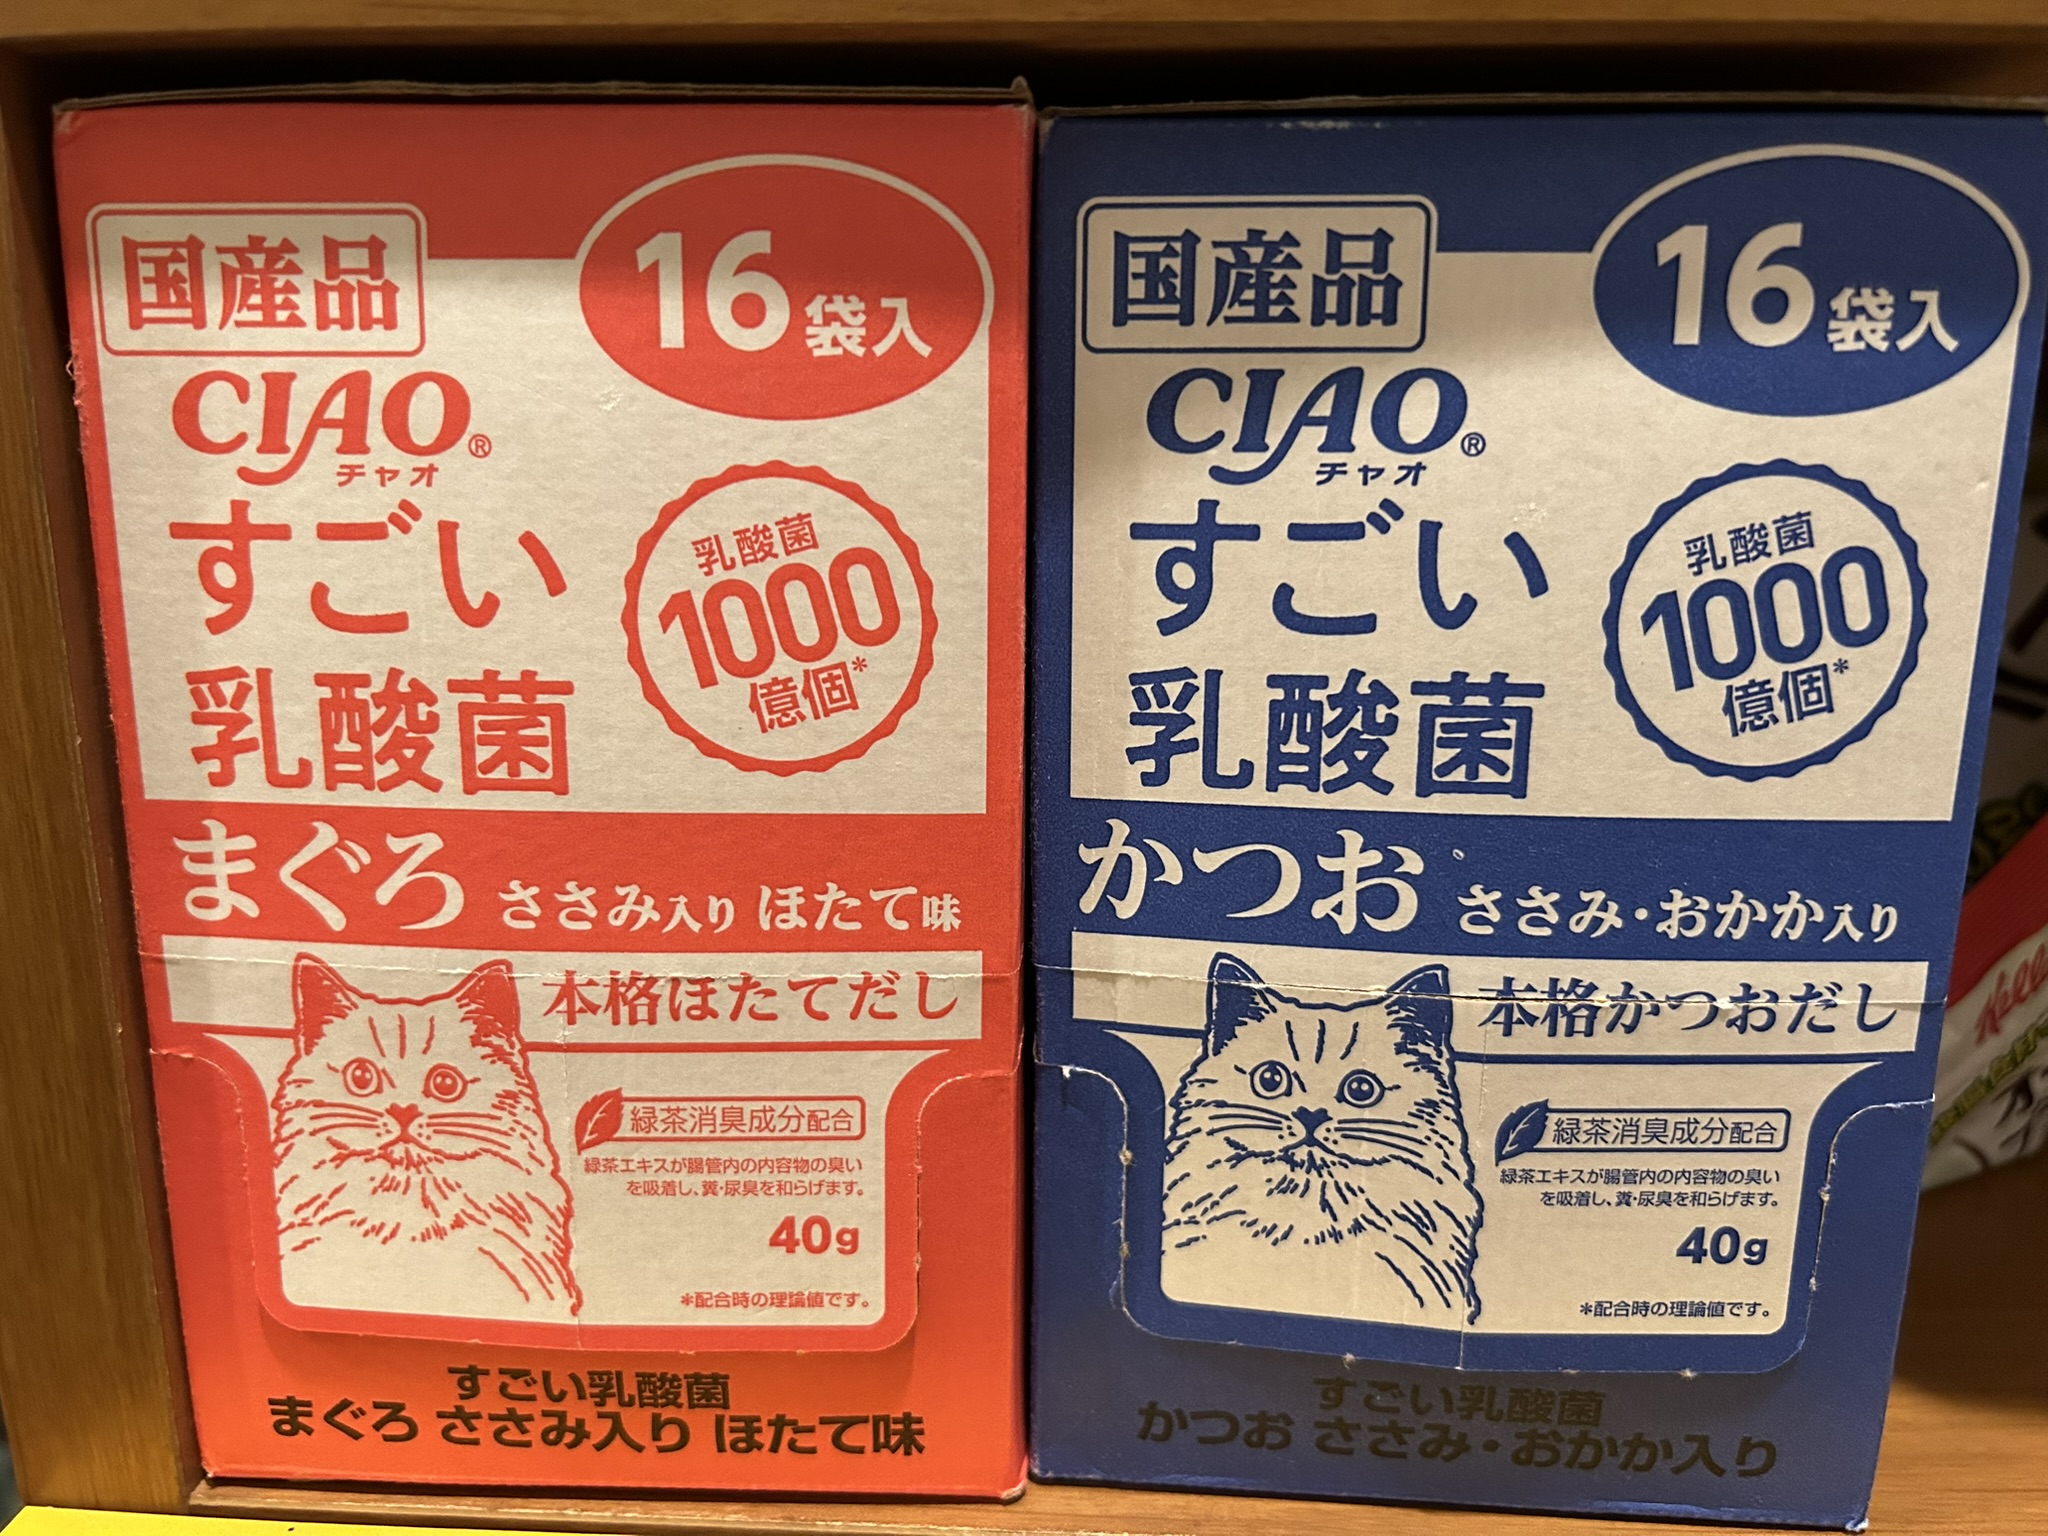 国産品
16袋入
CIAO®
チャオ
すごい
乳酸菌
乳酸菌
1000
億個*
まぐろ ささみ入り ほたて味
本格ほたてだし
緑茶消臭成分配合
緑茶エキスが腸管内の内容物の臭い
を吸着し、糞・尿臭を和らげます。
40g
*配合時の理論値です。
すごい乳酸菌
まぐろ ささみ入り ほたて味
国産品
16袋入
CIAO®
チャオ
すごい
乳酸菌
乳酸菌
1000
億個*
かつお ささみ・おかか入り
本格かつおだし
緑茶消臭成分配合
緑茶エキスが腸管内の内容物の臭い
を吸着し、糞・尿臭を和らげます。
40g
*配合時の理論値です。
すごい乳酸菌
かつお ささみ・おかか入り